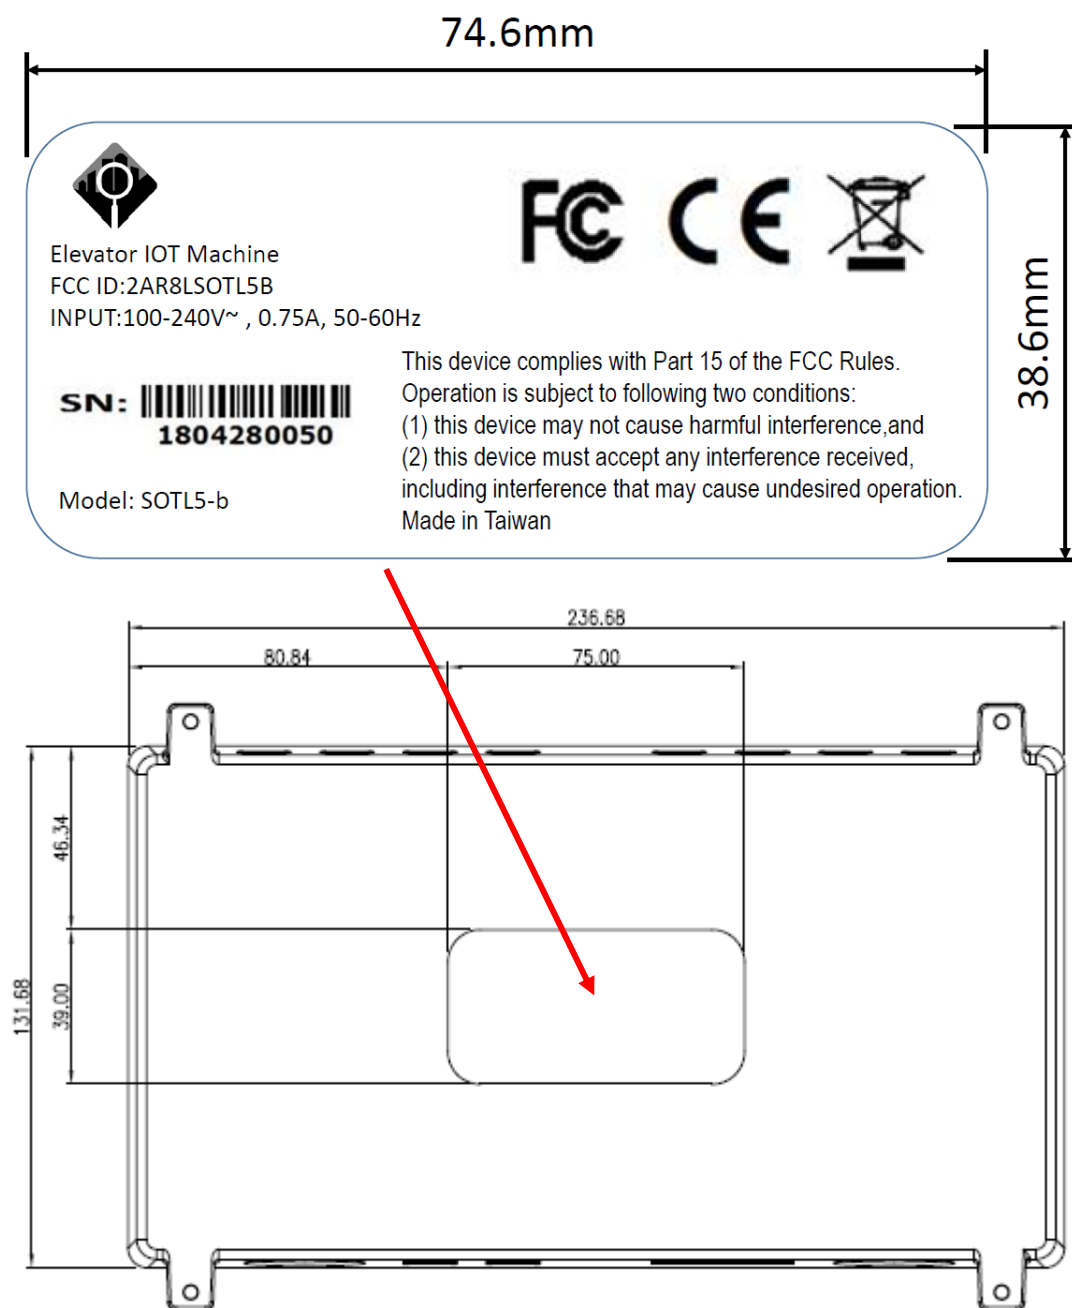 74.6mm
38.6mm
FC CE
Elevator IOT Machine
FCC ID:2AR8LSOTL5B
INPUT:100-240V~ , 0.75A, 50-60Hz
This device complies with Part 15 of the FCC Rules.
Operation is subject to following two conditions:
(1) this device may not cause harmful interference,and
(2) this device must accept any interference received,
including interference that may cause undesired operation.
Made in Taiwan
SN:
1804280050
Model: SOTL5-b
236.68
80.84
75.00
46.34
39.00
131.68